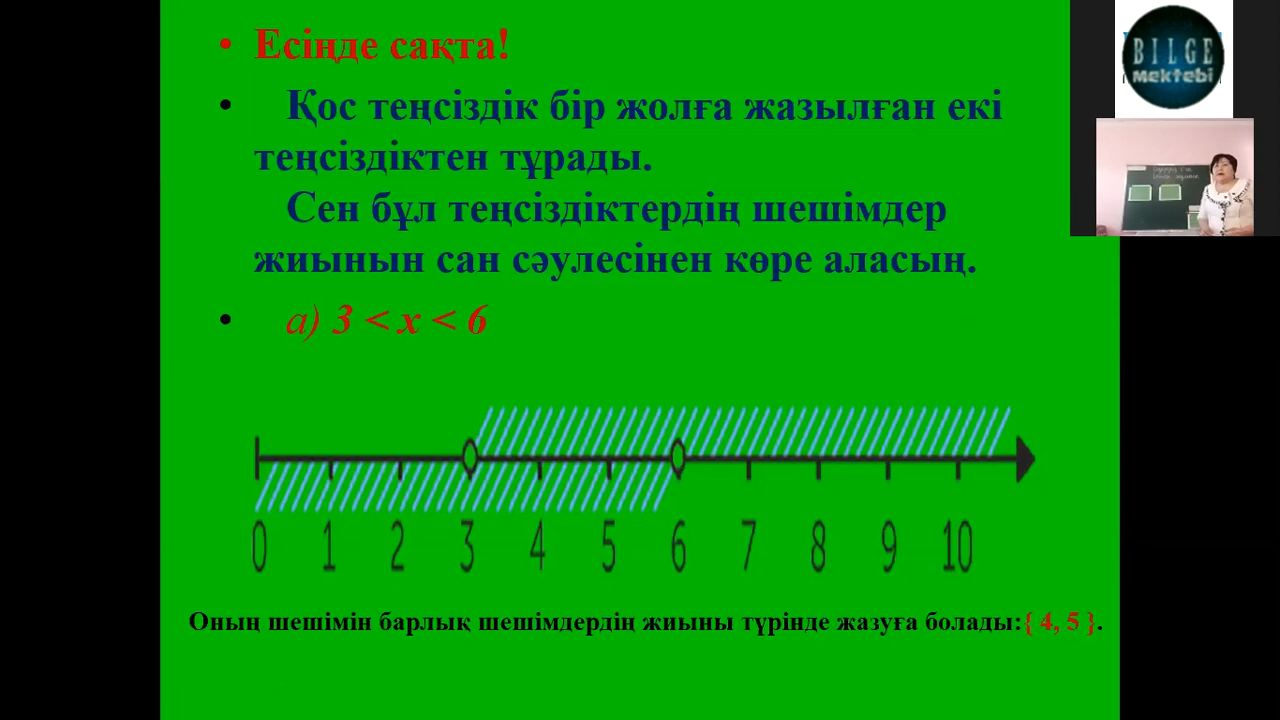 Есіңде сақта!
Қос теңсіздік бір жолға жазылған екі
теңсіздіктен тұрады.
Сен бұл теңсіздіктердің шешімдер
жиынын сан сәулесінен көре аласың.
а) 3 < x < 6
0 1 2 3 4 5 6 7 8 9 10
Оның шешімін барлық шешімдердің жиыны түрінде жазуға болады:{ 4, 5 }.
BILGE
мектебі